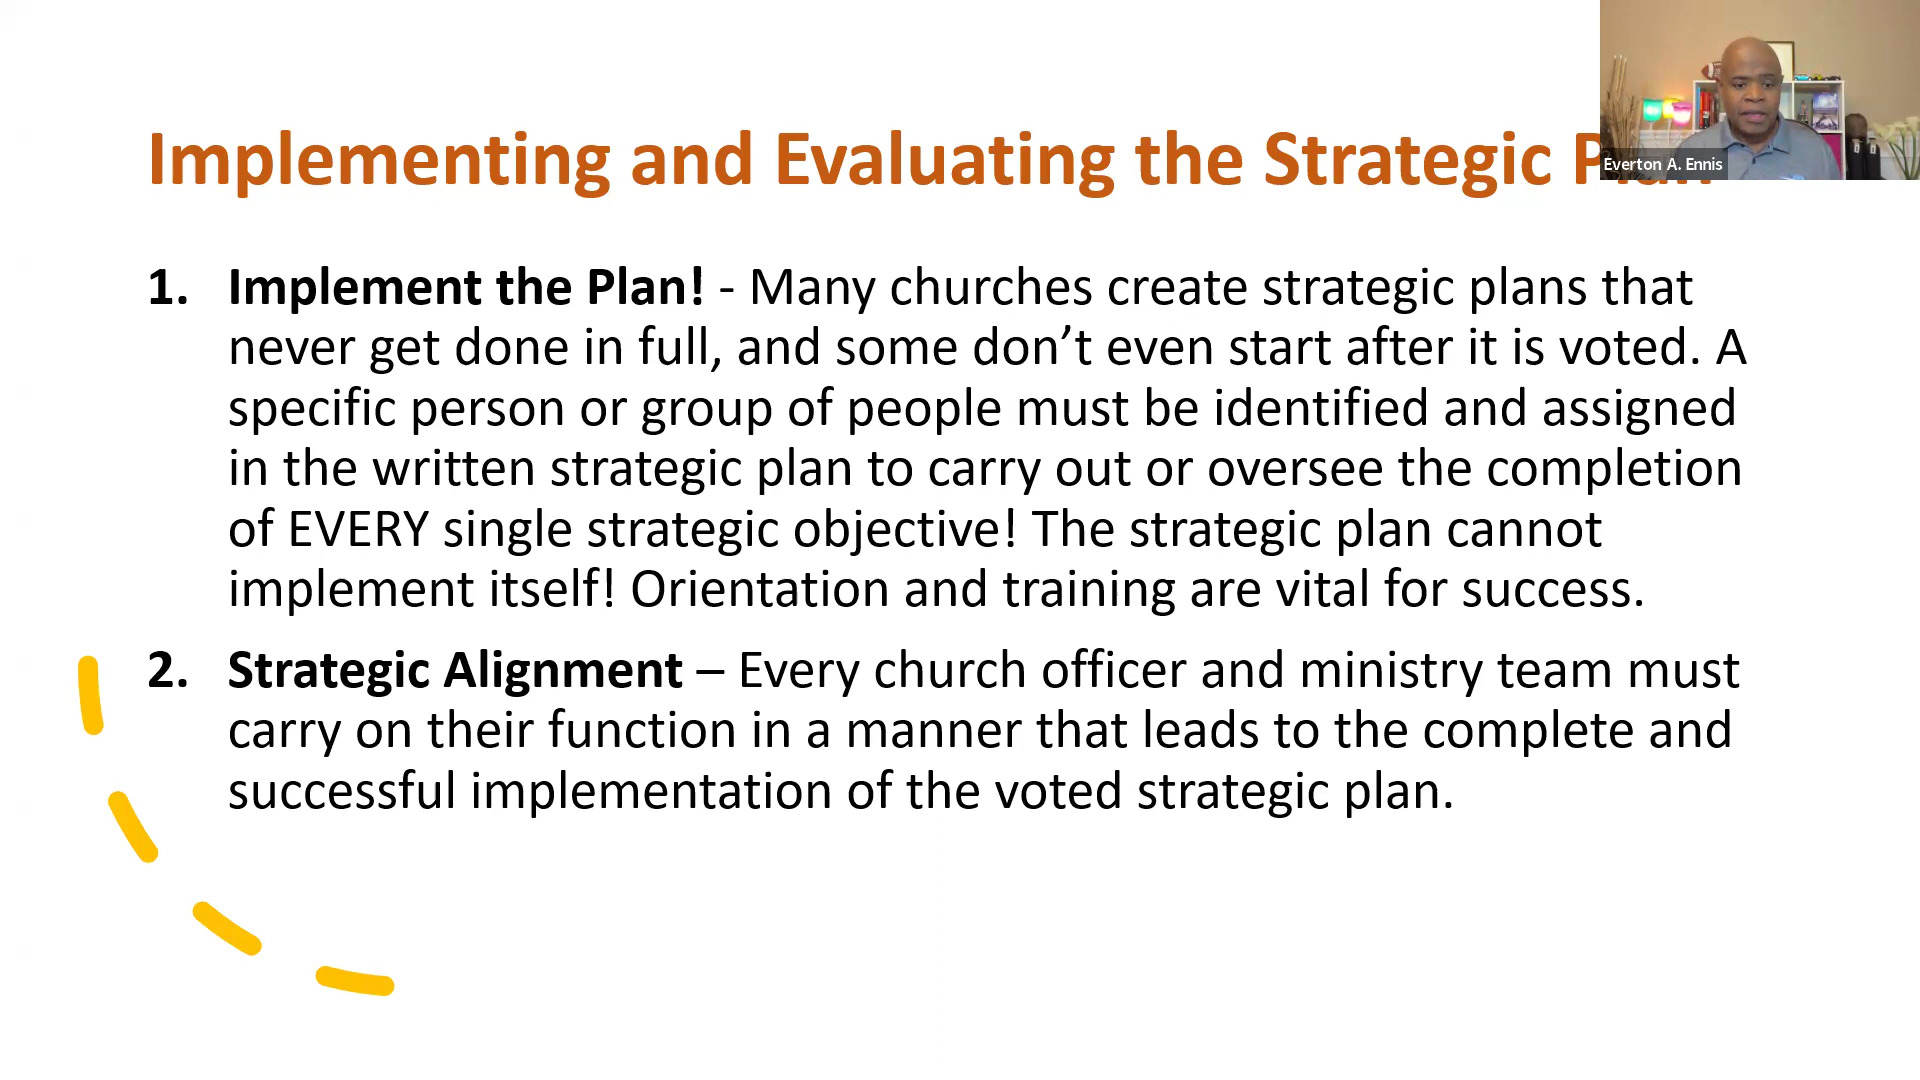 Implementing and Evaluating the Strategic Plan
Everton A. Ennis
1. Implement the Plan! - Many churches create strategic plans that
never get done in full, and some don’t even start after it is voted. A
specific person or group of people must be identified and assigned
in the written strategic plan to carry out or oversee the completion
of EVERY single strategic objective! The strategic plan cannot
implement itself! Orientation and training are vital for success.
2. Strategic Alignment – Every church officer and ministry team must
carry on their function in a manner that leads to the complete and
successful implementation of the voted strategic plan.